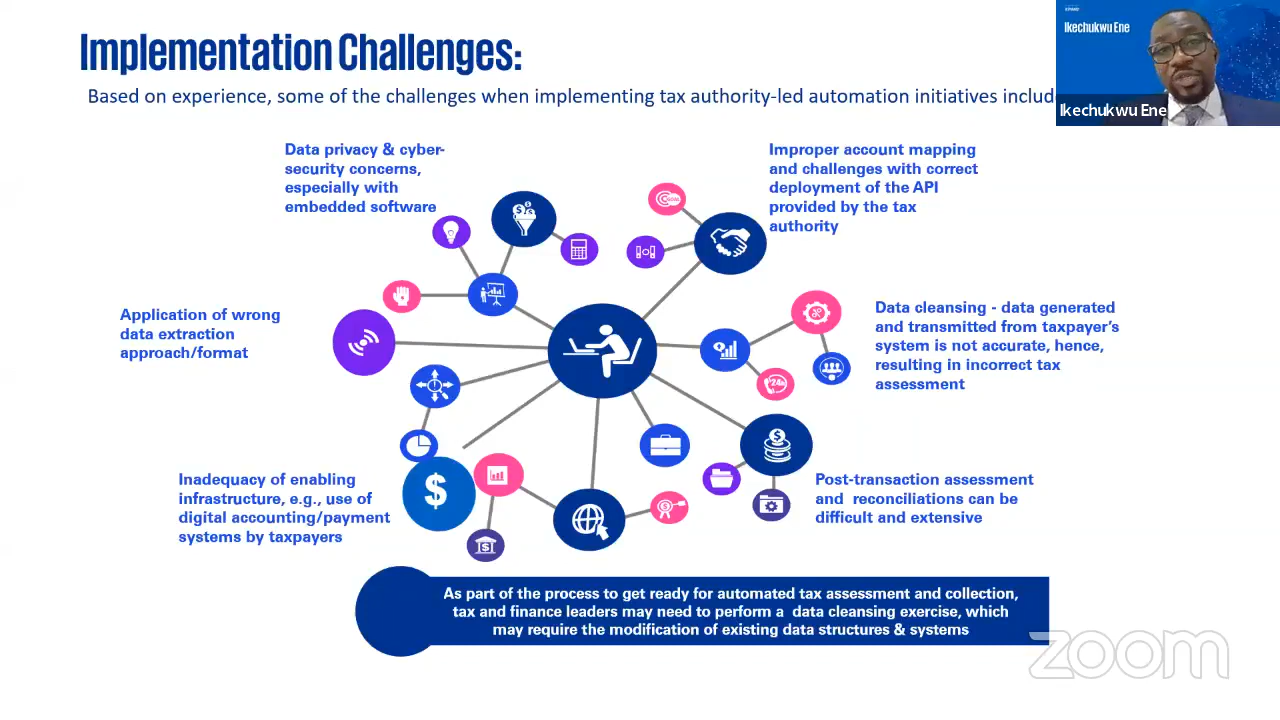 Implementation Challenges:
Based on experience, some of the challenges when implementing tax authority-led automation initiatives includ
Ikechukwu Ene
Ikechukwu Ene
Data privacy & cyber-
security concerns,
especially with
embedded software
Improper account mapping
and challenges with correct
deployment of the API
provided by the tax
authority
Application of wrong
data extraction
approach/format
Data cleansing - data generated
and transmitted from taxpayer's
system is not accurate, hence,
resulting in incorrect tax
assessment
Inadequacy of enabling
infrastructure, e.g., use of
digital accounting/payment
systems by taxpayers
Post-transaction assessment
and reconciliations can be
difficult and extensive
As part of the process to get ready for automated tax assessment and collection,
tax and finance leaders may need to perform a data cleansing exercise, which
may require the modification of existing data structures & systems
zoom